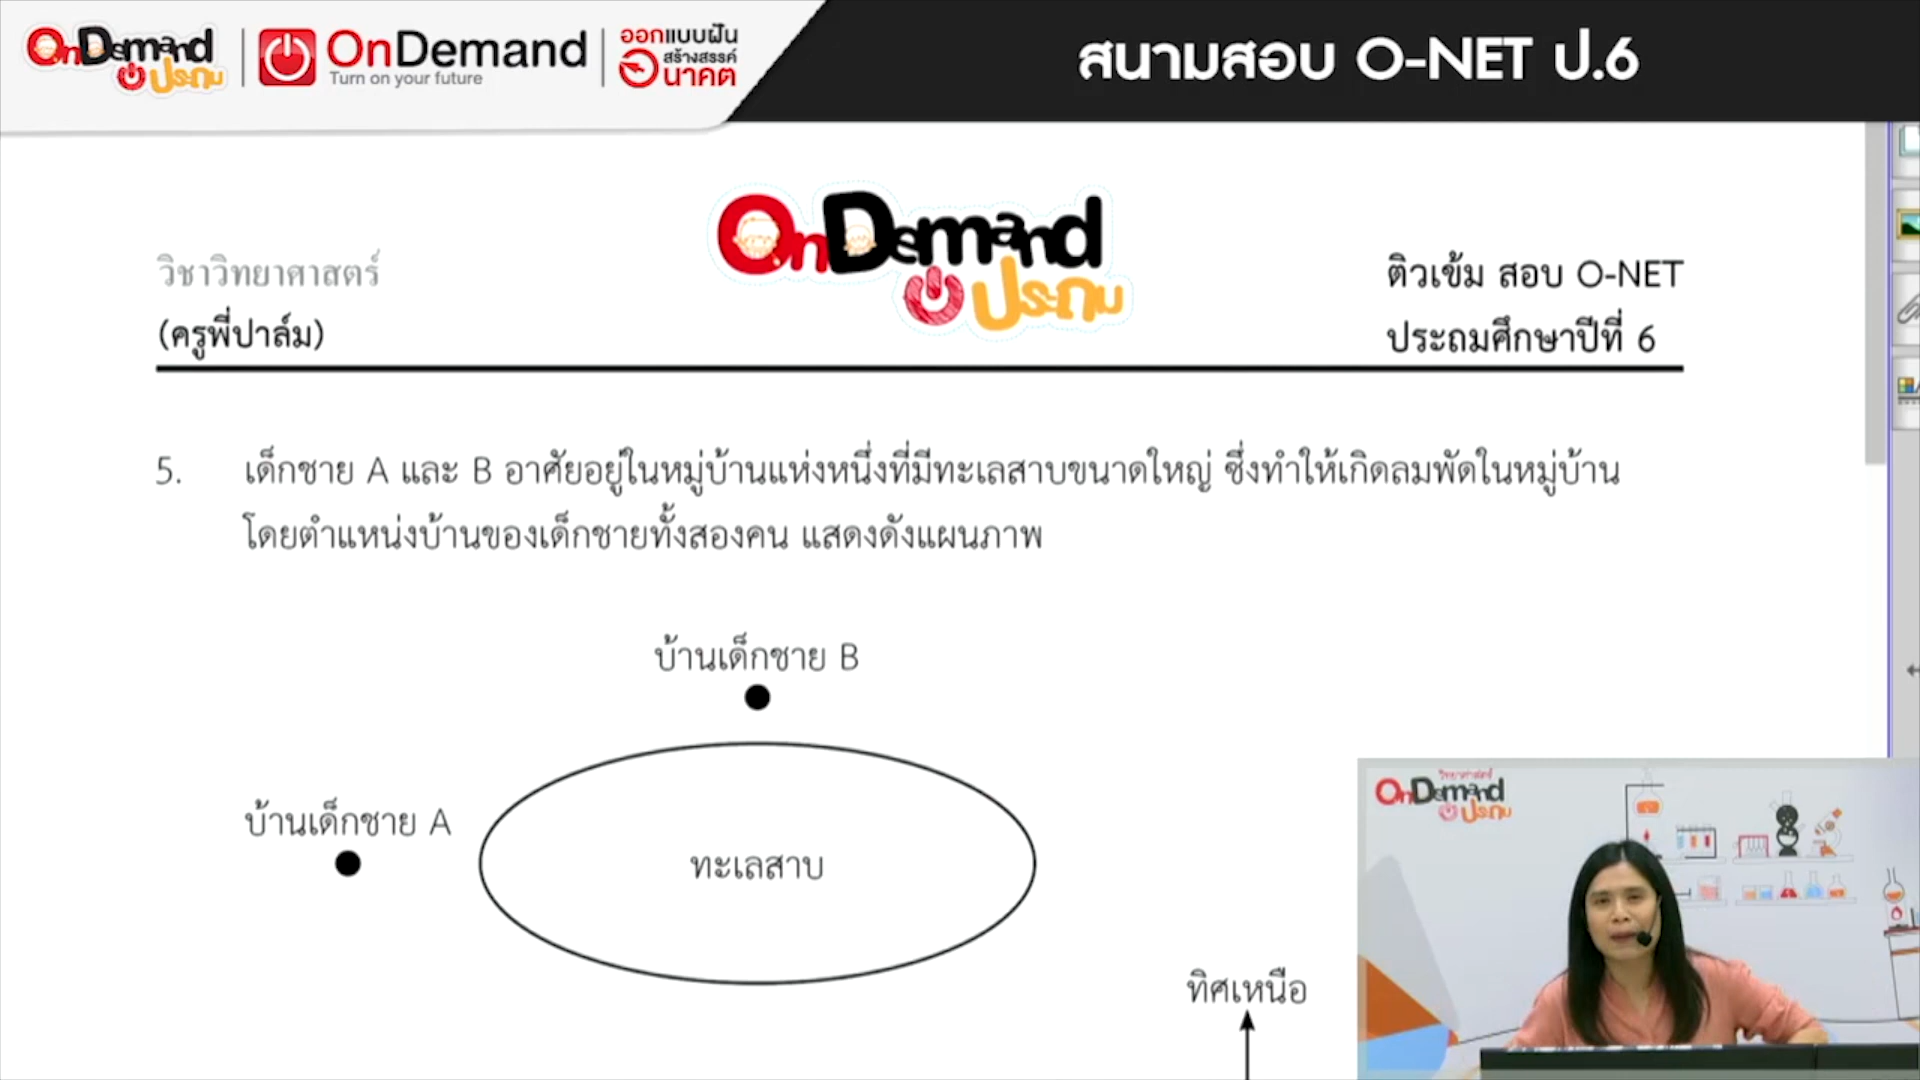 OnDemand ประถม
OnDemand
Turn on your future
ออกแบบฝัน
สร้างสรรค์
อนาคต
สนามสอบ O-NET ป.6
OnDemand
ประถม
วิชาวิทยาศาสตร์
(ครูพี่ปาล์ม)
ติวเข้ม สอบ O-NET
ประถมศึกษาปีที่ 6
5. เด็กชาย A และ B อาศัยอยู่ในหมู่บ้านแห่งหนึ่งที่มีทะเลสาบขนาดใหญ่ ซึ่งทำให้เกิดลมพัดในหมู่บ้าน
โดยตำแหน่งบ้านของเด็กชายทั้งสองคน แสดงดังแผนภาพ
บ้านเด็กชาย B
บ้านเด็กชาย A
ทะเลสาบ
ทิศเหนือ
วิทยาศาสตร์
OnDemand
ประถม